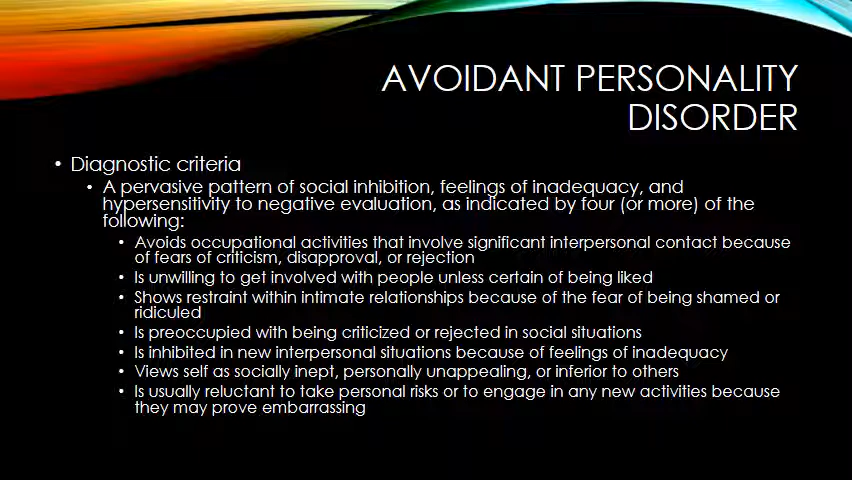 AVOIDANT PERSONALITY
DISORDER
• Diagnostic criteria
• A pervasive pattern of social inhibition, feelings of inadequacy, and
hypersensitivity to negative evaluation, as indicated by four (or more) of the
following:
• Avoids occupational activities that involve significant interpersonal contact because
of fears of criticism, disapproval, or rejection
• Is unwilling to get involved with people unless certain of being liked
• Shows restraint within intimate relationships because of the fear of being shamed or
ridiculed
• Is preoccupied with being criticized or rejected in social situations
• Is inhibited in new interpersonal situations because of feelings of inadequacy
• Views self as socially inept, personally unappealing, or inferior to others
• Is usually reluctant to take personal risks or to engage in any new activities because
they may prove embarrassing